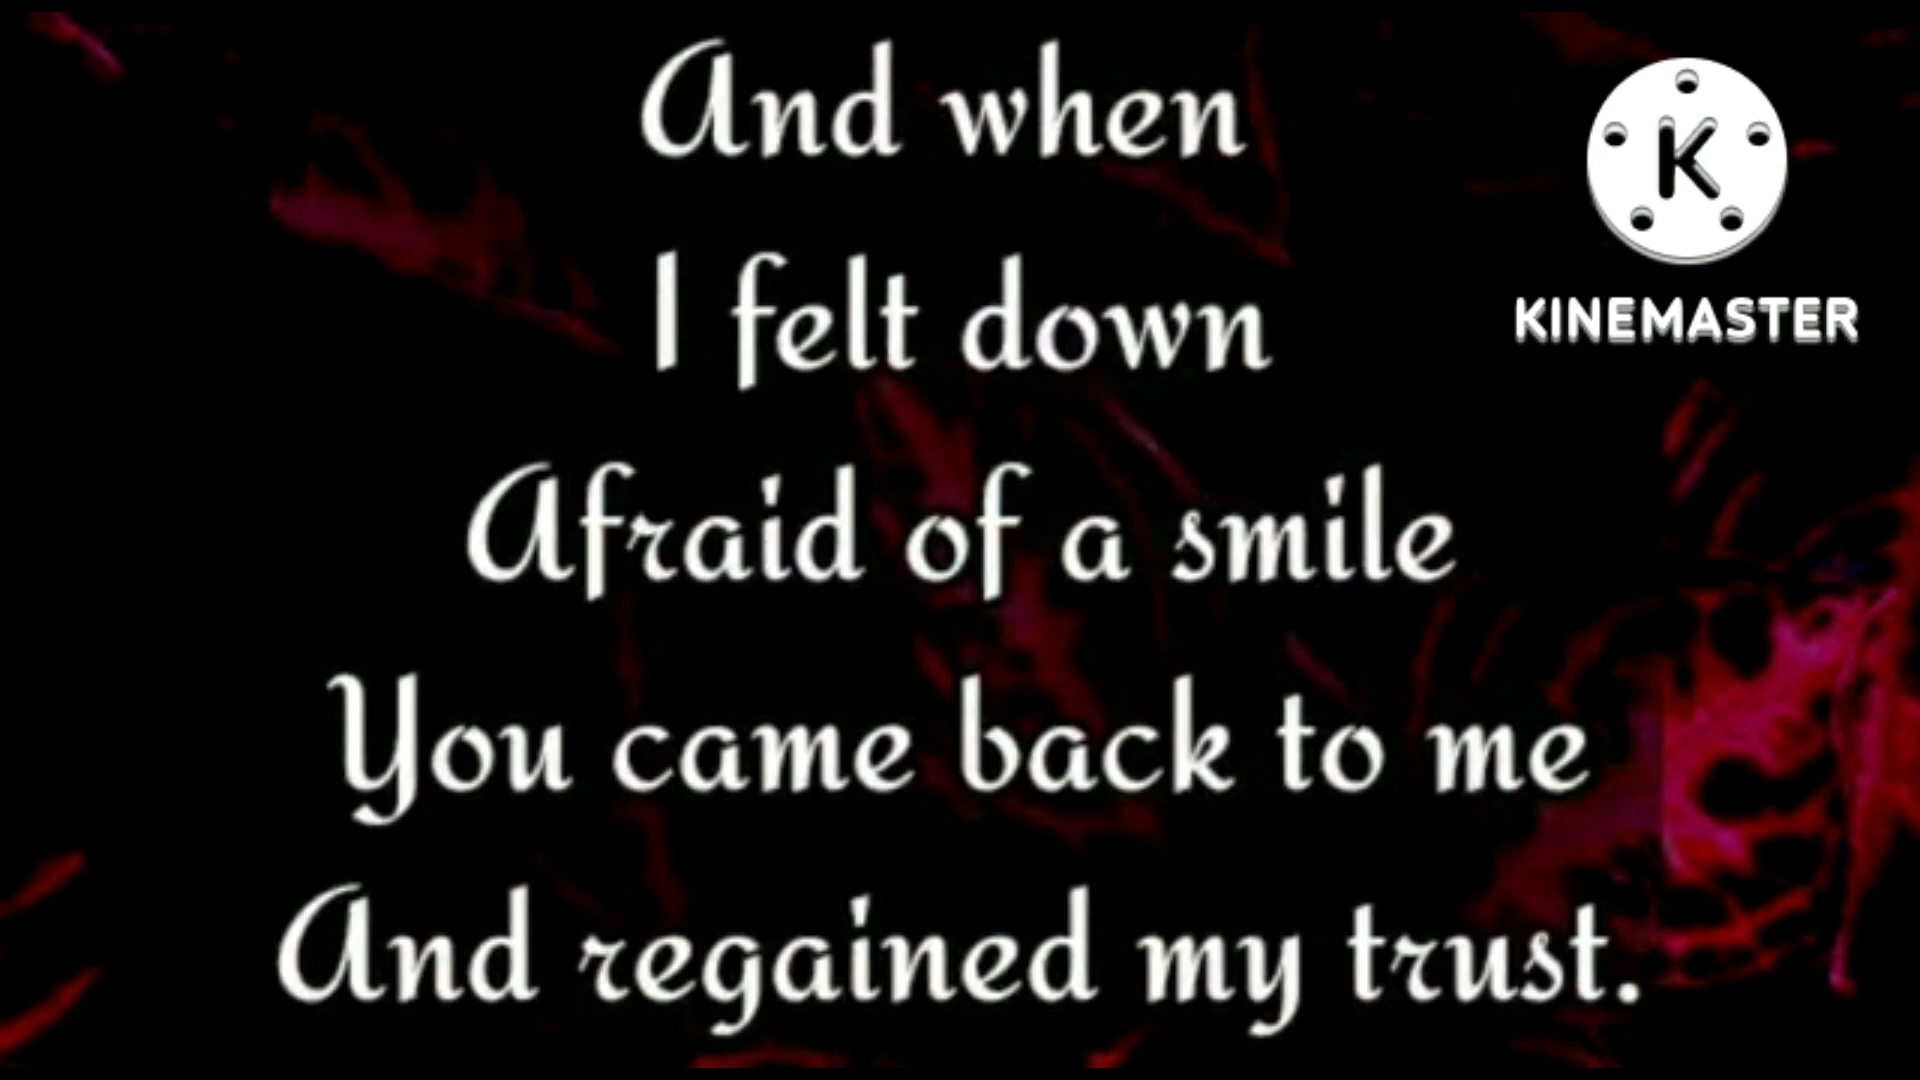 And when
I felt down
Afraid of a smile
You came back to me
And regained my trust.
K
KINEMASTER